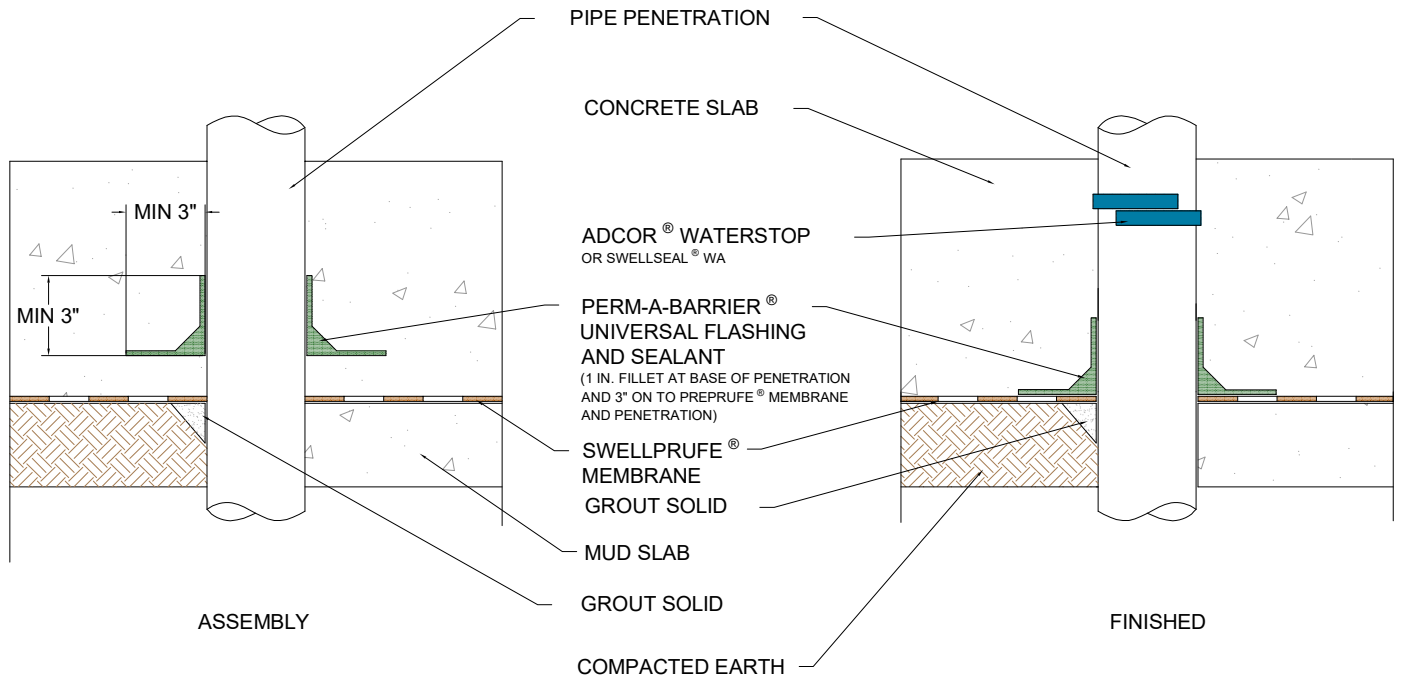 PIPE PENETRATION
CONCRETE SLAB
MIN 3"
MIN 3"
ADCOR ® WATERSTOP
OR SWELLSEAL ® WA
PERM-A-BARRIER ®
UNIVERSAL FLASHING
AND SEALANT
(1 IN. FILLET AT BASE OF PENETRATION
AND 3" ON TO PREPRUFE ® MEMBRANE
AND PENETRATION)
SWELLPRUFE ®
MEMBRANE
GROUT SOLID
MUD SLAB
GROUT SOLID
COMPACTED EARTH
ASSEMBLY
FINISHED